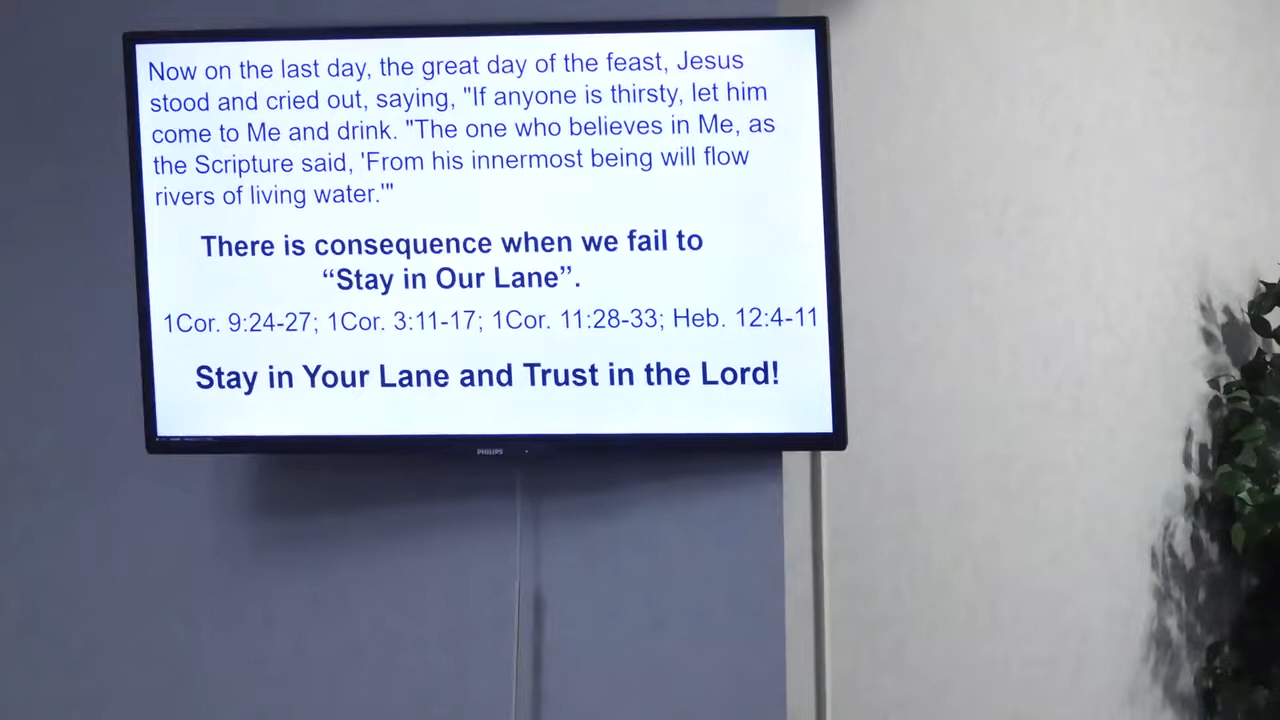 Now on the last day, the great day of the feast, Jesus
stood and cried out, saying, "If anyone is thirsty, let him
come to Me and drink. "The one who believes in Me, as
the Scripture said, 'From his innermost being will flow
rivers of living water.'"
There is consequence when we fail to
“Stay in Our Lane”.
1Cor. 9:24-27; 1Cor. 3:11-17; 1Cor. 11:28-33; Heb. 12:4-11
Stay in Your Lane and Trust in the Lord!
PHILIPS